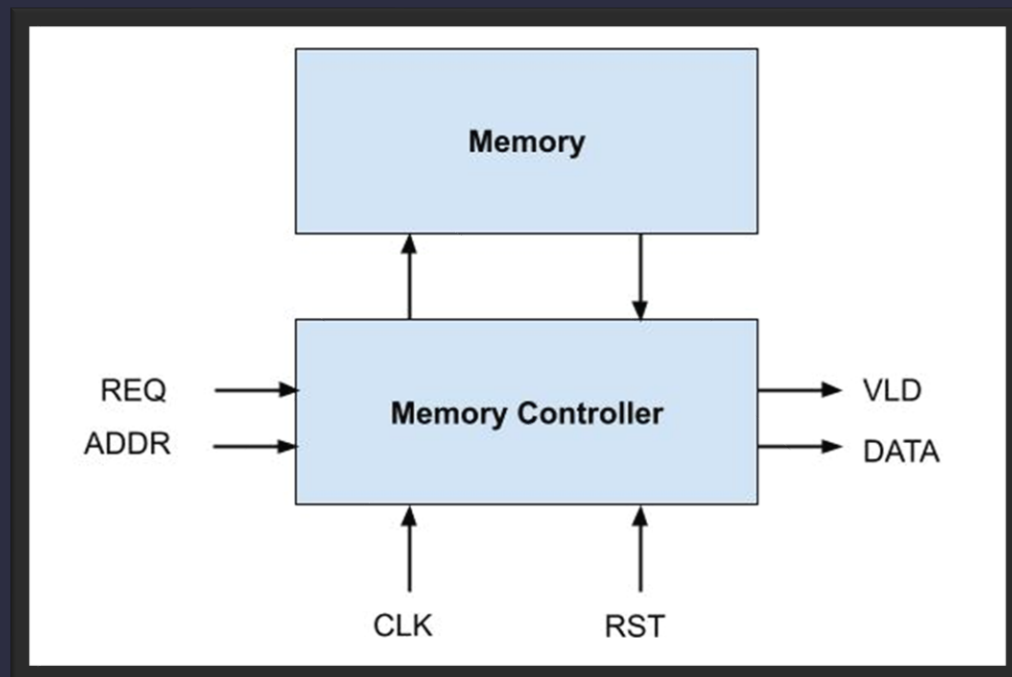 Memory
Memory Controller
REQ
ADDR
VLD
DATA
CLK
RST